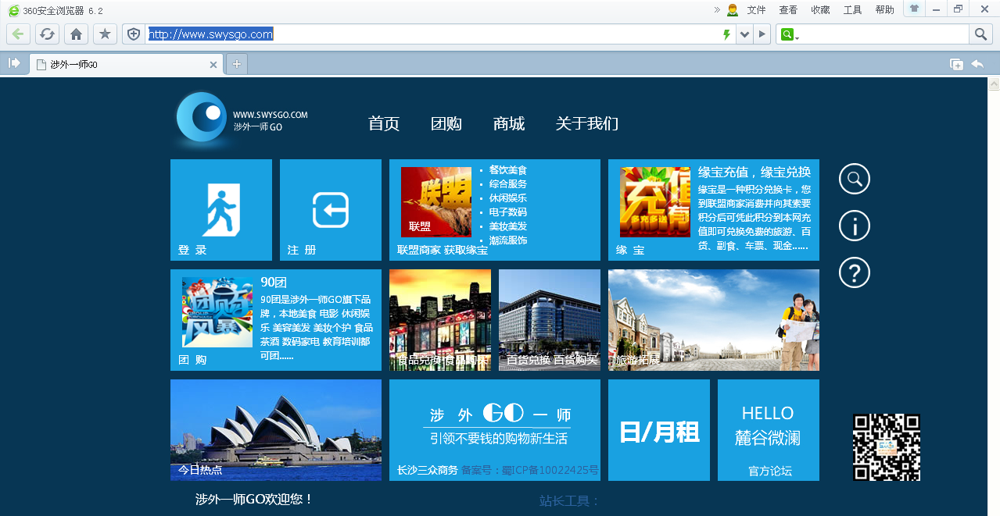 360安全浏览器 6.2
文件 查看 收藏 工具 帮助
http://www.swysgo.com
涉外一师GO
WWW.SWYSGO.COM
涉外一师 GO
首页 团购 商城 关于我们
登 录
注 册
联盟
餐饮美食
综合服务
休闲娱乐
电子数码
美妆美发
潮流服饰
联盟商家 获取缘宝
充值有
多充多送
缘宝充值，缘宝兑换
缘宝是一种积分兑换卡，您
到联盟商家消费并向其索要
积分后可凭此积分到本网充
值即可兑换免费的旅游、百
货、副食、车票、现金......
缘 宝
团购
风暴
90团
90团是涉外一师GO旗下品
牌，本地美食 电影 休闲娱
乐 美容美发 美妆个护 食品
茶酒 数码家电 教育培训都
可团......
团 购
食品兑换 食品购买
百货兑换 百货购买
旅游拓展
今日热点
涉 外 GO 一 师
引领不要钱的购物新生活
长沙三众商务 备案号：蜀ICP备10022425号
日/月租
HELLO
麓谷微澜
官方论坛
涉外一师GO欢迎您！
站长工具：